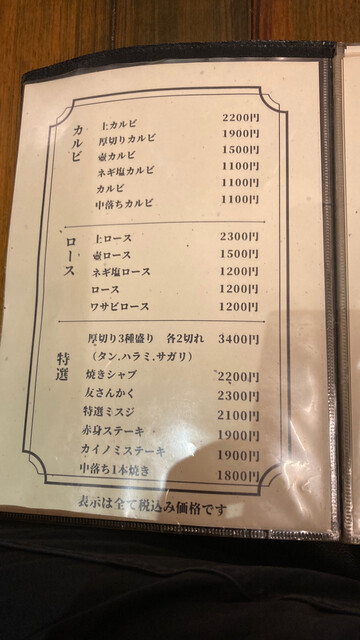 カルビ
上カルビ 2200円
厚切りカルビ 1900円
壺カルビ 1500円
ネギ塩カルビ 1100円
カルビ 1100円
中落ちカルビ 1100円
ロース
上ロース 2300円
壺ロース 1500円
ネギ塩ロース 1200円
ロース 1200円
ワサビロース 1200円
特選
厚切り3種盛り 各2切れ 3400円
（タン.ハラミ.サガリ）
焼きシャブ 2200円
友さんかく 2300円
特選ミスジ 2100円
赤身ステーキ 1900円
カイノミステーキ 1900円
中落ち1本焼き 1800円
表示は全て税込み価格です